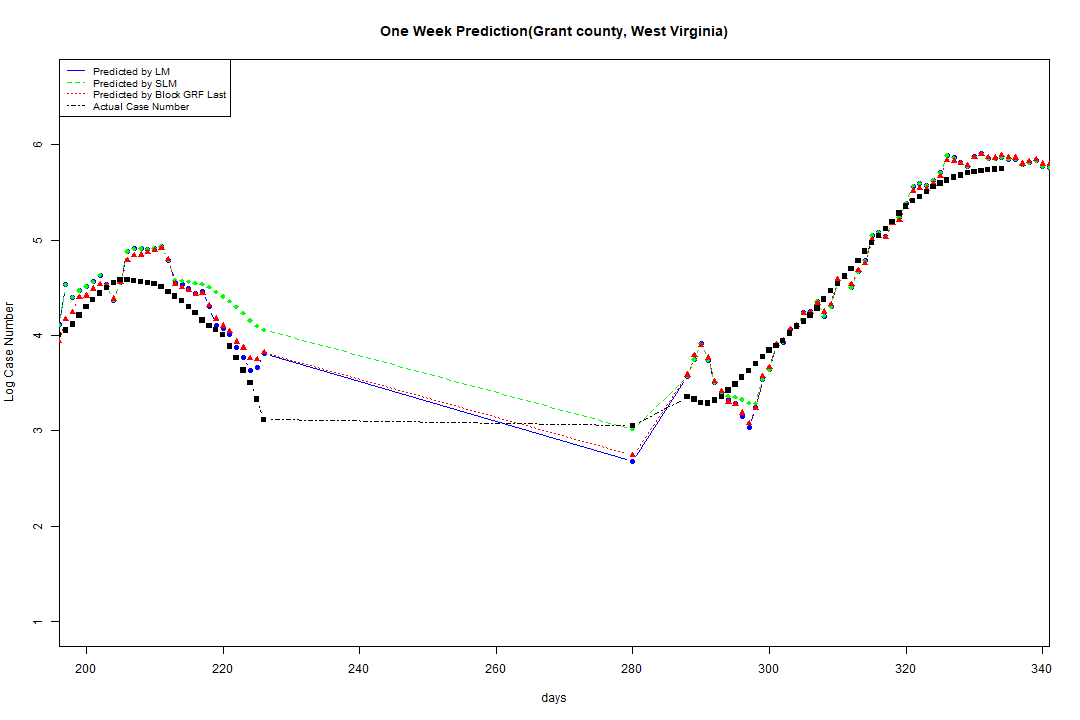 One Week Prediction(Grant county, West Virginia)
Predicted by LM
Predicted by SLM
Predicted by Block GRF Last
Actual Case Number
Log Case Number
6
5
4
3
2
1
200 220 240 260 280 300 320 340
days